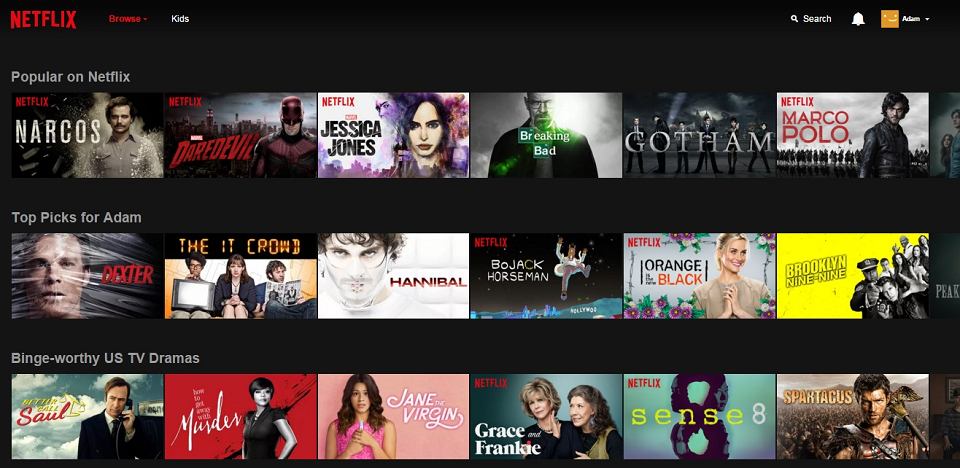 NETFLIX
Browse
Kids
Search
Adam
Popular on Netflix
NETFLIX
NARCOS
NETFLIX
MARVEL
DAREDEVIL
NETFLIX
MARVEL
JESSICA
JONES
Breaking
Bad
GOTHAM
NETFLIX
MARCO
POLO
Top Picks for Adam
DEXTER
THE IT CROWD
HANNIBAL
NETFLIX
BOJACK
HORSEMAN
HOLLYWOO
NETFLIX
ORANGE
IS THE NEW
BLACK
BROOKLYN
NINE-NINE
PEAK
Binge-worthy US TV Dramas
BETTER
CALL
Saul
how
to get
away
with
Murder
JANE THE
VIRGIN
NETFLIX
Grace and
Frankie
NETFLIX
sense8
SPARTACUS